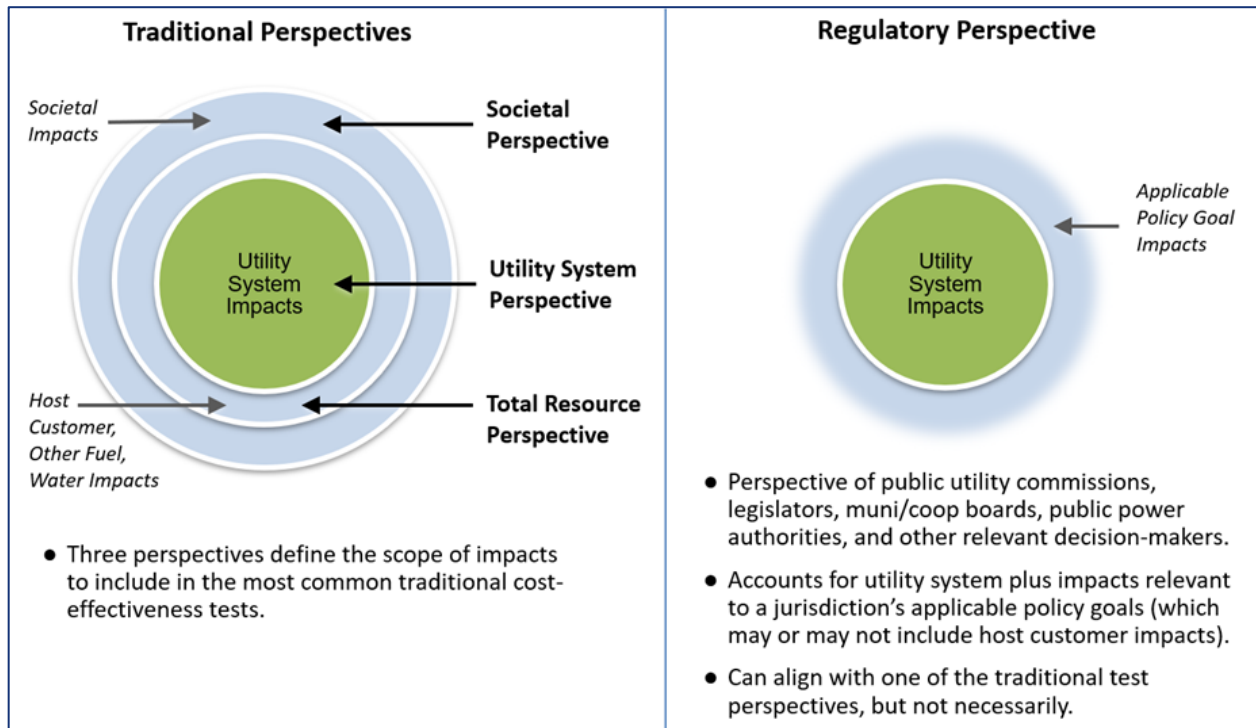 Traditional Perspectives
Societal
Impacts
Societal
Perspective
Utility
System
Impacts
Utility System
Perspective
Host
Customer,
Other Fuel,
Water Impacts
Total Resource
Perspective
● Three perspectives define the scope of impacts
to include in the most common traditional cost-
effectiveness tests.
Regulatory Perspective
Utility
System
Impacts
Applicable
Policy Goal
Impacts
● Perspective of public utility commissions,
legislators, muni/coop boards, public power
authorities, and other relevant decision-makers.
● Accounts for utility system plus impacts relevant
to a jurisdiction’s applicable policy goals (which
may or may not include host customer impacts).
● Can align with one of the traditional test
perspectives, but not necessarily.